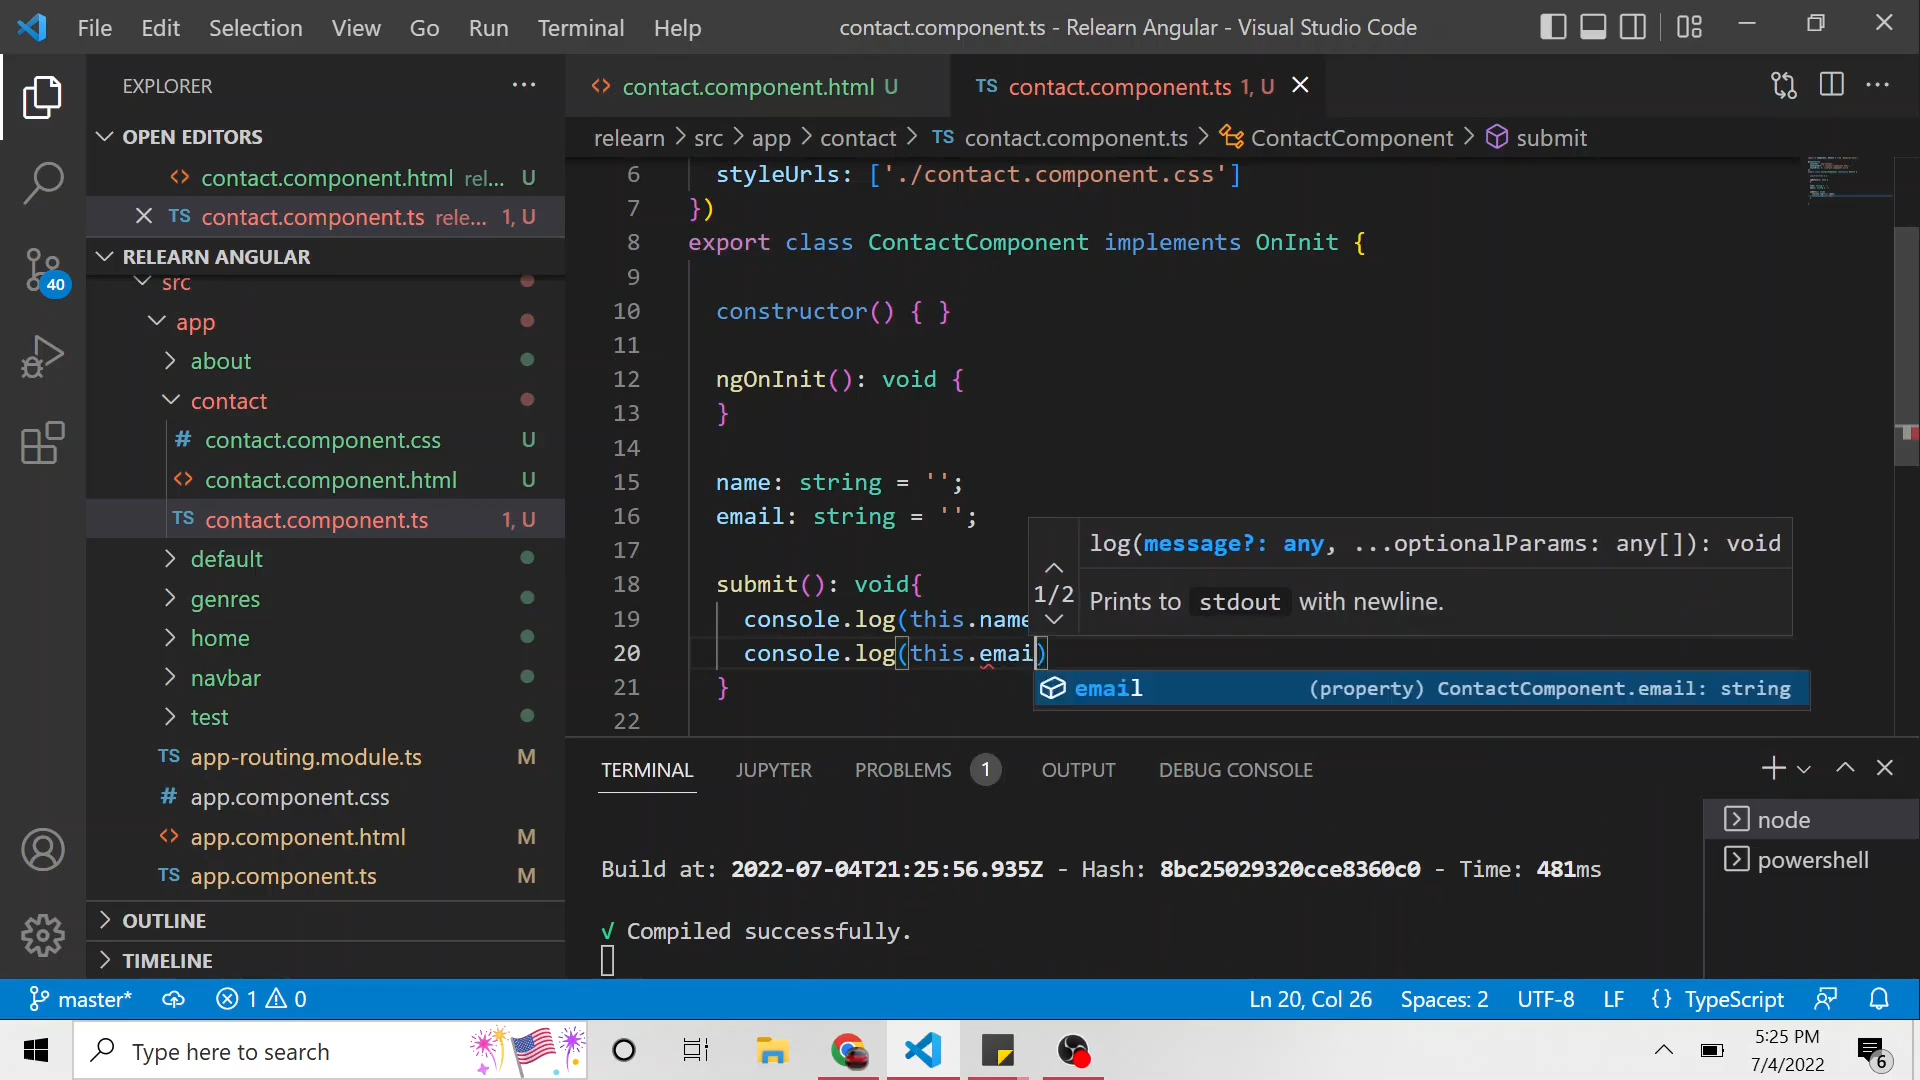 File Edit Selection View Go Run Terminal Help
contact.component.ts - Relearn Angular - Visual Studio Code
EXPLORER
OPEN EDITORS
contact.component.html rel... U
TS contact.component.ts rele... 1, U
RELEARN ANGULAR
src
app
about
contact
# contact.component.css U
<> contact.component.html U
TS contact.component.ts 1, U
default
genres
home
navbar
test
TS app-routing.module.ts M
# app.component.css
<> app.component.html M
TS app.component.ts M
OUTLINE
TIMELINE
40
<> contact.component.html U
TS contact.component.ts 1, U
relearn > src > app > contact > TS contact.component.ts > ContactComponent > submit
6 styleUrls: ['./contact.component.css']
7 })
8 export class ContactComponent implements OnInit {
9
10 constructor() { }
11
12 ngOnInit(): void {
13 }
14
15 name: string = '';
16 email: string = '';
17
18 submit(): void{
19 console.log(this.name
20 console.log(this.emai)
21 }
22
log(message?: any, ...optionalParams: any[]): void
1/2
Prints to stdout with newline.
email (property) ContactComponent.email: string
TERMINAL JUPYTER PROBLEMS 1 OUTPUT DEBUG CONSOLE
Build at: 2022-07-04T21:25:56.935Z - Hash: 8bc25029320cce8360c0 - Time: 481ms
√ Compiled successfully.
node
powershell
master* 1 0
Ln 20, Col 26 Spaces: 2 UTF-8 LF {} TypeScript
Type here to search
5:25 PM
7/4/2022
6